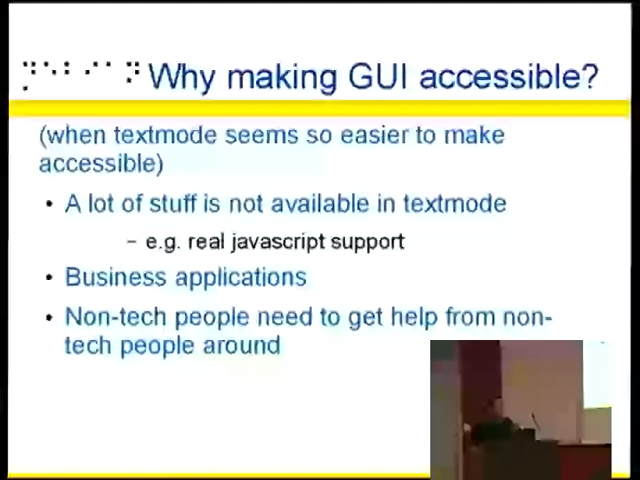 Why making GUI accessible?
(when textmode seems so easier to make
accessible)
• A lot of stuff is not available in textmode
– e.g. real javascript support
• Business applications
• Non-tech people need to get help from non-
tech people around